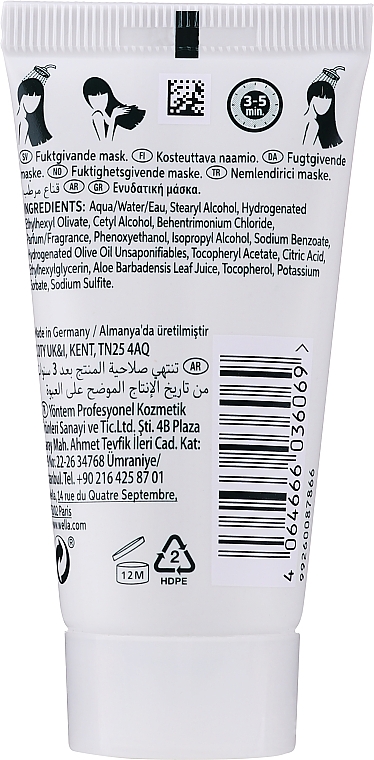 3-5
min.
SV Fuktgivande mask. FI Kosteuttava naamio. DA Fugtgivende
maske. NO Fuktighetsgivende maske. TR Nemlendirici maske.
قناع مرطب AR GR Ενυδατική μάσκα.
INGREDIENTS: Aqua/Water/Eau, Stearyl Alcohol, Hydrogenated
Ethylhexyl Olivate, Cetyl Alcohol, Behentrimonium Chloride,
Parfum/Fragrance, Phenoxyethanol, Isopropyl Alcohol, Sodium Benzoate,
Hydrogenated Olive Oil Unsaponifiables, Tocopheryl Acetate, Citric Acid,
Ethylhexylglycerin, Aloe Barbadensis Leaf Juice, Tocopherol, Potassium
Sorbate, Sodium Sulfite.
Made in Germany / Almanya'da üretilmiştir
COTY UK&I, KENT, TN25 4AQ
AR تنتهي صلاحية المنتج بعد 3 سنوات
من تاريخ الإنتاج الموضح على العبوة
Yöntem Profesyonel Kozmetik
Ürünleri Sanayi ve Tic.Ltd. Şti. 4B Plaza
Mah. Ahmet Tevfik İleri Cad. Kat:
22-26 34768 Ümraniye/
İstanbul Tel.+90 216 425 87 01
Wella, 14 rue du Quatre Septembre,
Paris
www.wella.com
12M
2
HDPE
4064666036069
99260087866